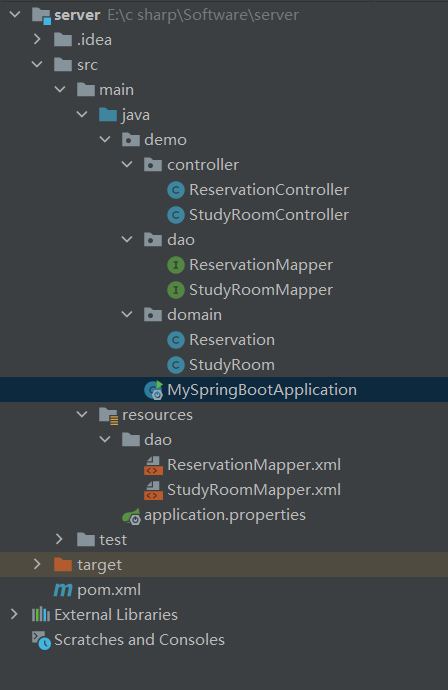 server E:\c sharp\Software\server
.idea
src
main
java
demo
controller
ReservationController
StudyRoomController
dao
ReservationMapper
StudyRoomMapper
domain
Reservation
StudyRoom
MySpringBootApplication
resources
dao
ReservationMapper.xml
StudyRoomMapper.xml
application.properties
test
target
pom.xml
External Libraries
Scratches and Consoles